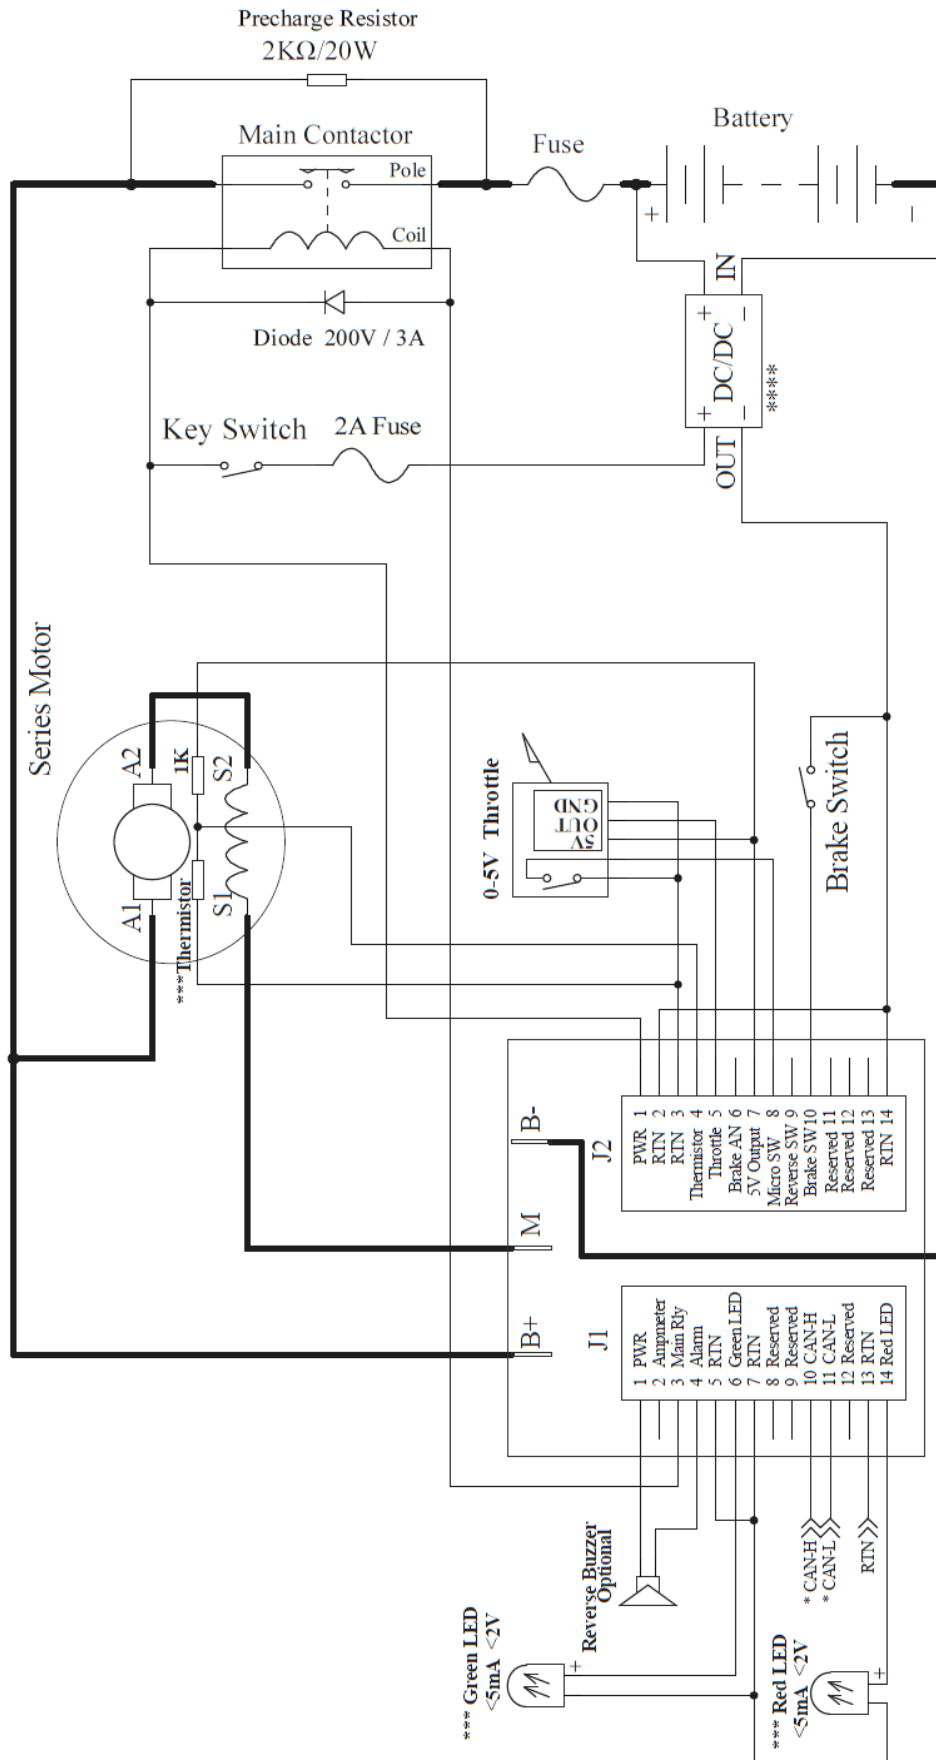 Precharge Resistor
2KΩ/20W
Main Contactor
Pole
Coil
Fuse
Battery
+
−
Diode 200V / 3A
IN
+
−
DC/DC
****
+
−
OUT
Key Switch
2A Fuse
Series Motor
A1
A2
1K
***Thermistor
S1
S2
0-5V Throttle
5V
OUT
GND
Brake Switch
B-
M
B+
J2
PWR 1
RTN 2
RTN 3
Thermistor 4
Throttle 5
Brake AN 6
5V Output 7
Micro SW 8
Reverse SW 9
Brake SW10
Reserved 11
Reserved 12
Reserved 13
RTN 14
J1
1 PWR
2 Ampmeter
3 Main Rly
4 Alarm
5 RTN
6 Green LED
7 RTN
8 Reserved
9 Reserved
10 CAN-H
11 CAN-L
12 Reserved
13 RTN
14 Red LED
Reverse Buzzer
Optional
* CAN-H
* CAN-L
RTN
*** Green LED
<5mA <2V
+
*** Red LED
<5mA <2V
+